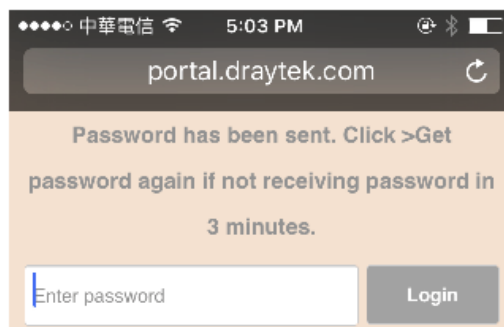 中華電信 5:03 PM
portal.draytek.com
Password has been sent. Click >Get
password again if not receiving password in
3 minutes.
Enter password Login